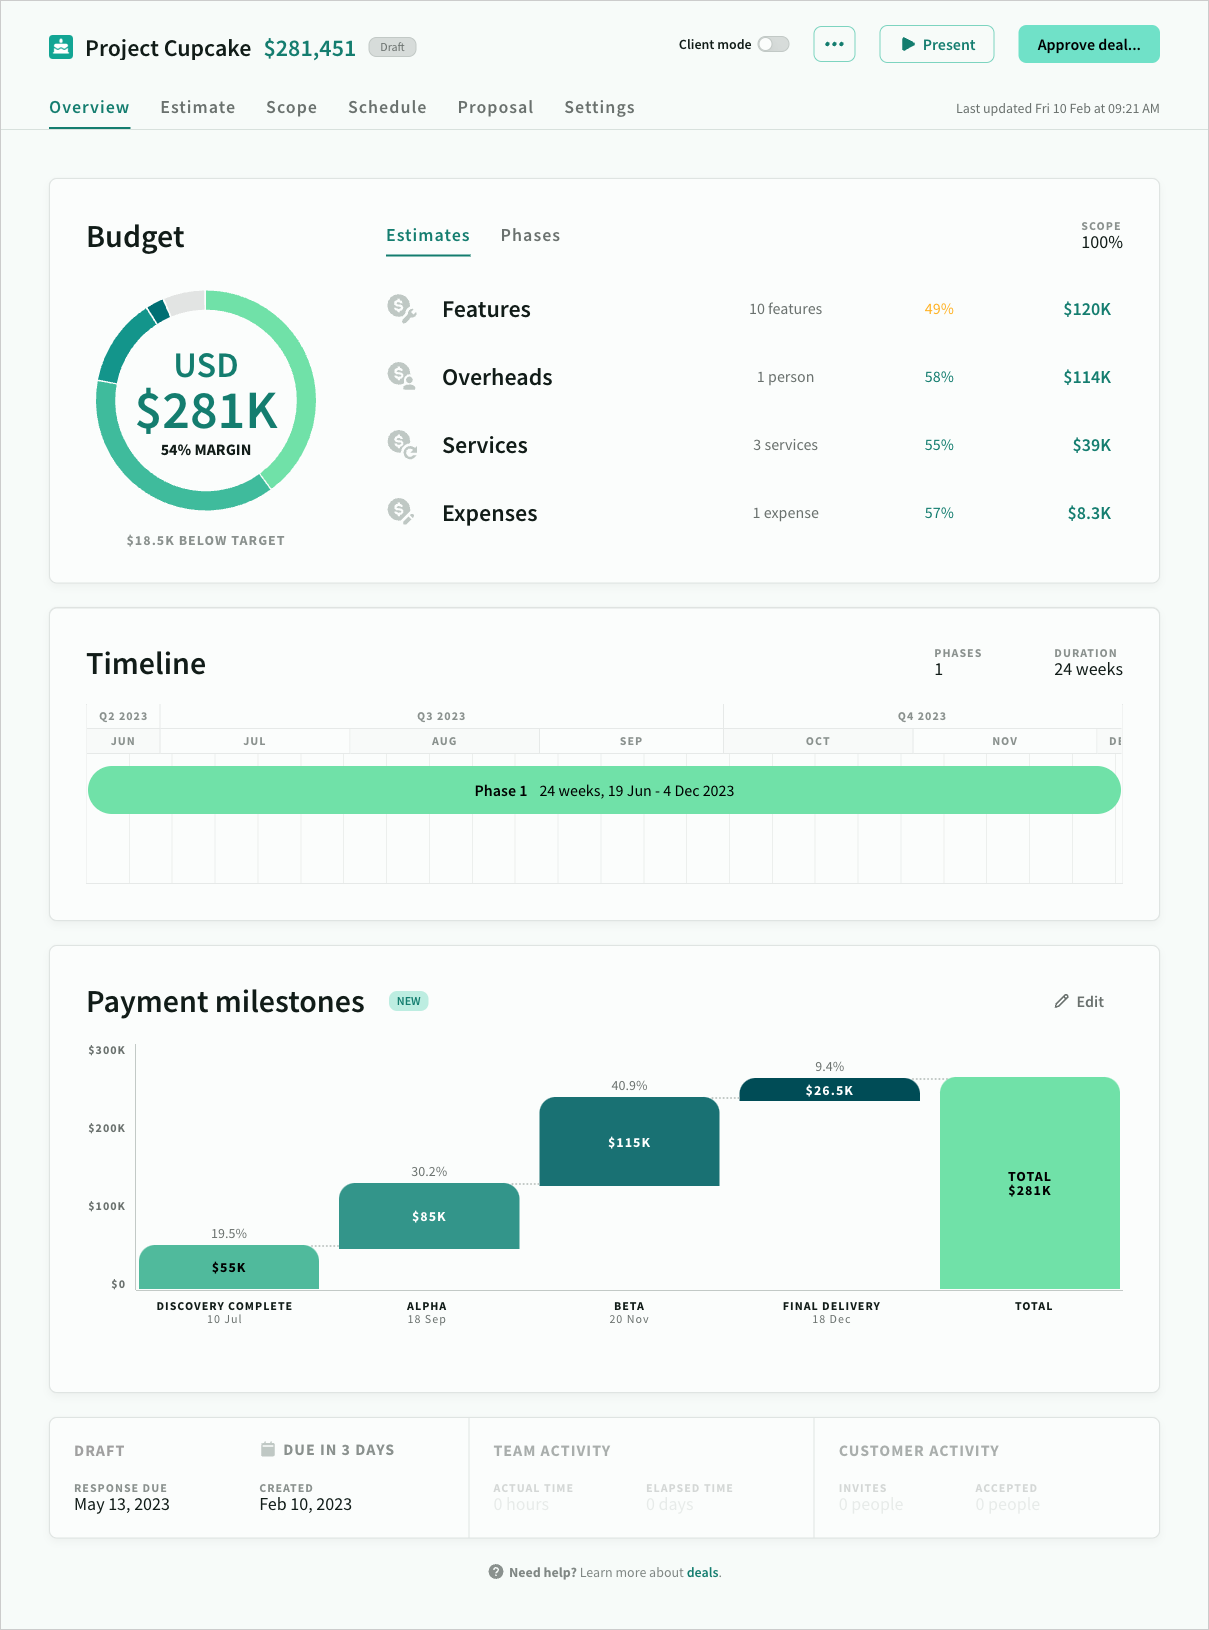 Project Cupcake $281,451 Draft
Client mode
Present
Approve deal...
Overview Estimate Scope Schedule Proposal Settings
Last updated Fri 10 Feb at 09:21 AM
Budget
Estimates Phases
SCOPE
100%
USD
$281K
54% MARGIN
$18.5K BELOW TARGET
Features 10 features 49% $120K
Overheads 1 person 58% $114K
Services 3 services 55% $39K
Expenses 1 expense 57% $8.3K
Timeline
PHASES
1
DURATION
24 weeks
Q2 2023 Q3 2023 Q4 2023
JUN JUL AUG SEP OCT NOV DE
Phase 1 24 weeks, 19 Jun - 4 Dec 2023
Payment milestones NEW
Edit
$300K
$200K
$100K
$0
19.5%
$55K
30.2%
$85K
40.9%
$115K
9.4%
$26.5K
TOTAL
$281K
DISCOVERY COMPLETE
10 Jul
ALPHA
18 Sep
BETA
20 Nov
FINAL DELIVERY
18 Dec
TOTAL
DRAFT
DUE IN 3 DAYS
RESPONSE DUE
May 13, 2023
CREATED
Feb 10, 2023
TEAM ACTIVITY
ACTUAL TIME
0 hours
ELAPSED TIME
0 days
CUSTOMER ACTIVITY
INVITES
0 people
ACCEPTED
0 people
Need help? Learn more about deals.